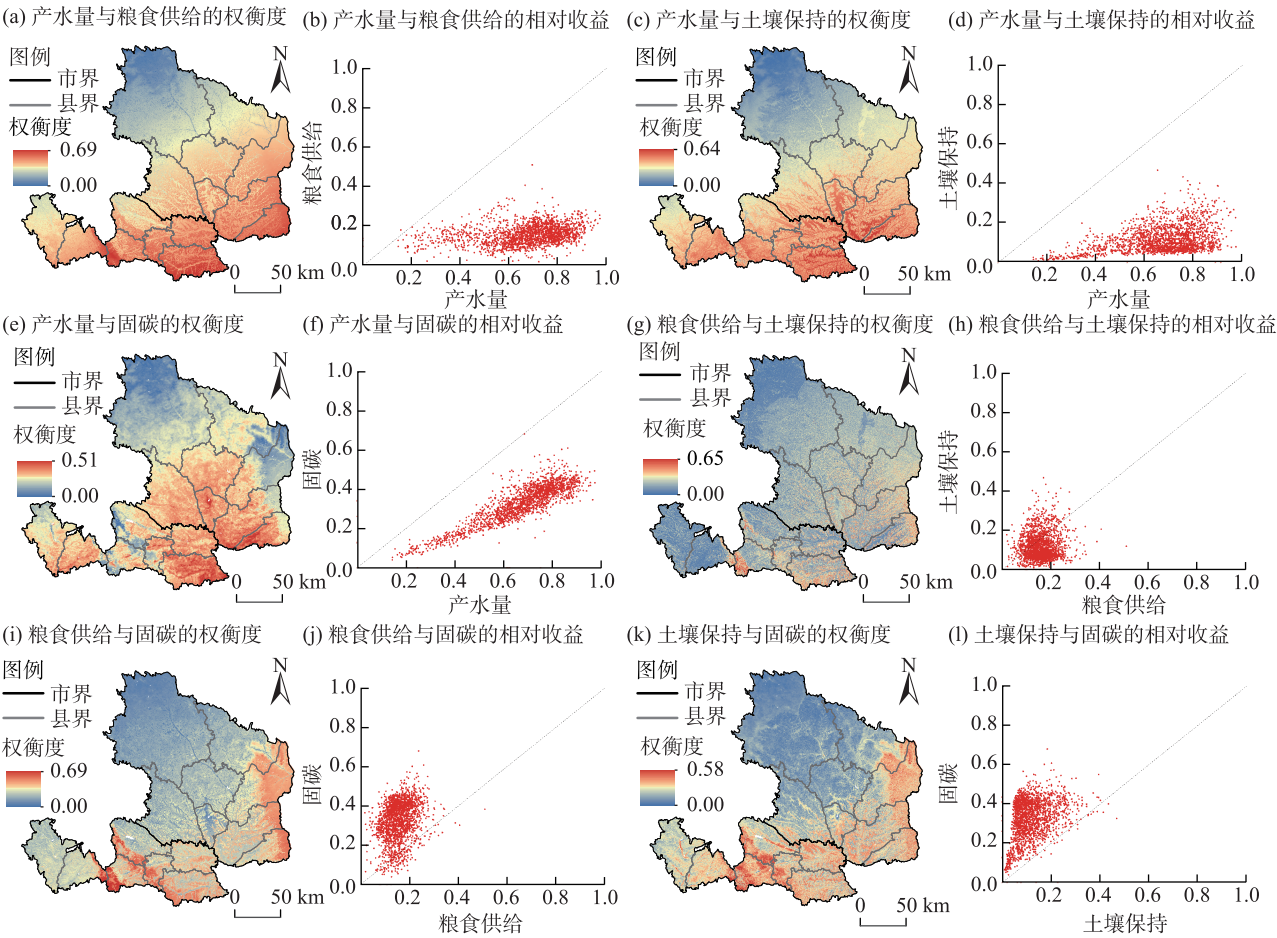 (a) 产水量与粮食供给的权衡度
图例
市界
县界
权衡度
0.69
0.00
N
0 50 km
(b) 产水量与粮食供给的相对收益
粮食供给
1.0
0.8
0.6
0.4
0.2
0.0
0.2 0.4 0.6 0.8 1.0
产水量
(c) 产水量与土壤保持的权衡度
图例
市界
县界
权衡度
0.64
0.00
N
0 50 km
(d) 产水量与土壤保持的相对收益
土壤保持
1.0
0.8
0.6
0.4
0.2
0.0
0.2 0.4 0.6 0.8 1.0
产水量
(e) 产水量与固碳的权衡度
图例
市界
县界
权衡度
0.51
0.00
N
0 50 km
(f) 产水量与固碳的相对收益
固碳
1.0
0.8
0.6
0.4
0.2
0.0
0.2 0.4 0.6 0.8 1.0
产水量
(g) 粮食供给与土壤保持的权衡度
图例
市界
县界
权衡度
0.65
0.00
N
0 50 km
(h) 粮食供给与土壤保持的相对收益
土壤保持
1.0
0.8
0.6
0.4
0.2
0.0
0.2 0.4 0.6 0.8 1.0
粮食供给
(i) 粮食供给与固碳的权衡度
图例
市界
县界
权衡度
0.69
0.00
N
0 50 km
(j) 粮食供给与固碳的相对收益
固碳
1.0
0.8
0.6
0.4
0.2
0.0
0.2 0.4 0.6 0.8 1.0
粮食供给
(k) 土壤保持与固碳的权衡度
图例
市界
县界
权衡度
0.58
0.00
N
0 50 km
(l) 土壤保持与固碳的相对收益
固碳
1.0
0.8
0.6
0.4
0.2
0.0
0.2 0.4 0.6 0.8 1.0
土壤保持